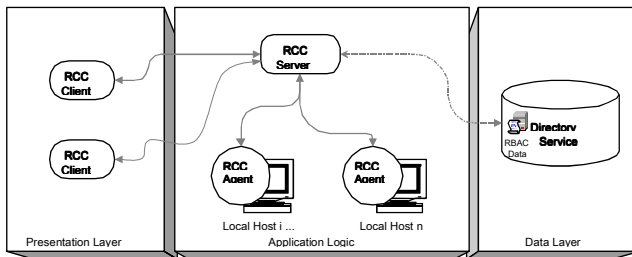 RCC
Client
RCC
Client
Presentation Layer
RCC
Server
RCC
Agent
Local Host i ...
RCC
Agent
Local Host n
Application Logic
Directory
Service
RBAC
Data
Data Layer